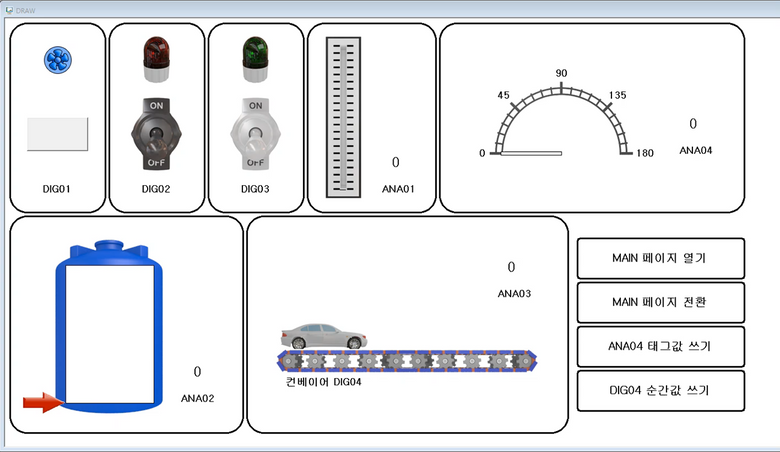 DRAW
ON
OFF
DIG01
DIG02
ON
OFF
DIG03
0
ANA01
0
45
90
135
180
0
ANA04
0
ANA02
0
ANA03
컨베이어 DIG04
MAIN 페이지 열기
MAIN 페이지 전환
ANA04 태그값 쓰기
DIG04 순간값 쓰기